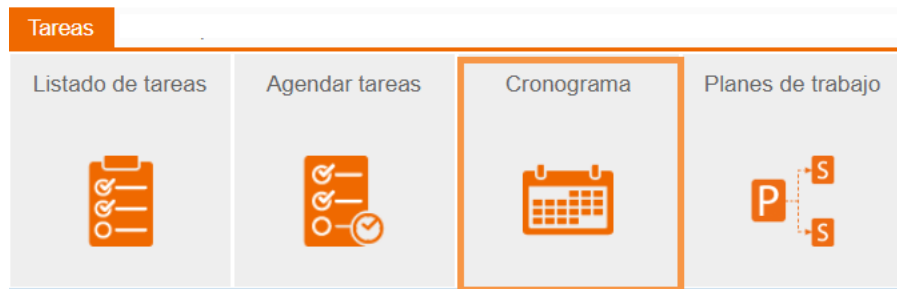 Tareas
Listado de tareas
Agendar tareas
Cronograma
Planes de trabajo
P
S
S